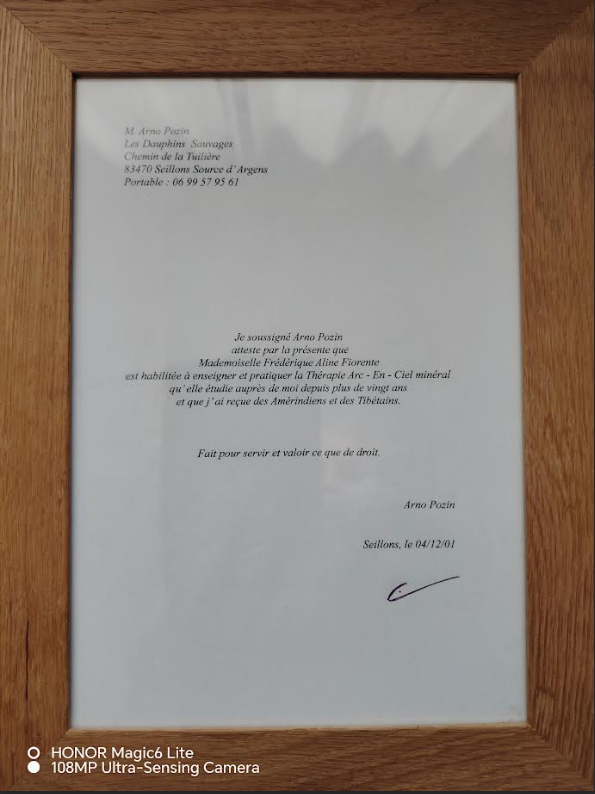 M. Arno Pozin
Les Dauphins Sauvages
Chemin de la Tuilière
83470 Seillons Source d'Argens
Portable : 06 99 57 95 61
Je soussigné Arno Pozin
atteste par la présente que
Mademoiselle Frédérique Aline Fiorente
est habilitée à enseigner et pratiquer la Thérapie Arc - En - Ciel minéral
qu'elle étudie auprès de moi depuis plus de vingt ans
et que j'ai reçue des Amérindiens et des Tibétains.
Fait pour servir et valoir ce que de droit.
Arno Pozin
Seillons, le 04/12/01
HONOR Magic6 Lite
108MP Ultra-Sensing Camera